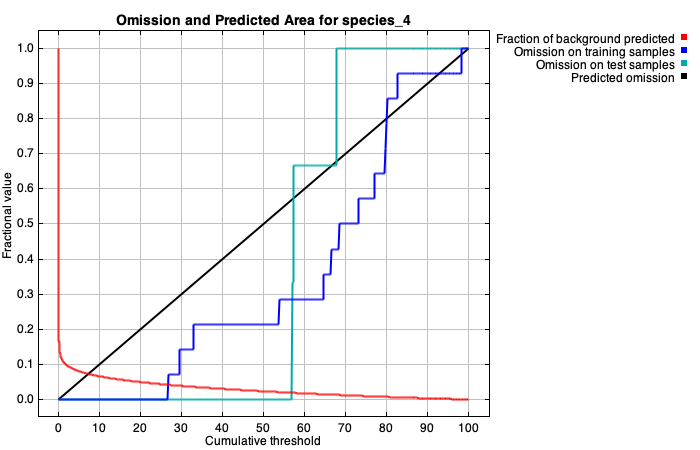 Omission and Predicted Area for species_4
Fraction of background predicted
Omission on training samples
Omission on test samples
Predicted omission
Fractional value
1.0
0.9
0.8
0.7
0.6
0.5
0.4
0.3
0.2
0.1
0.0
0 10 20 30 40 50 60 70 80 90 100
Cumulative threshold